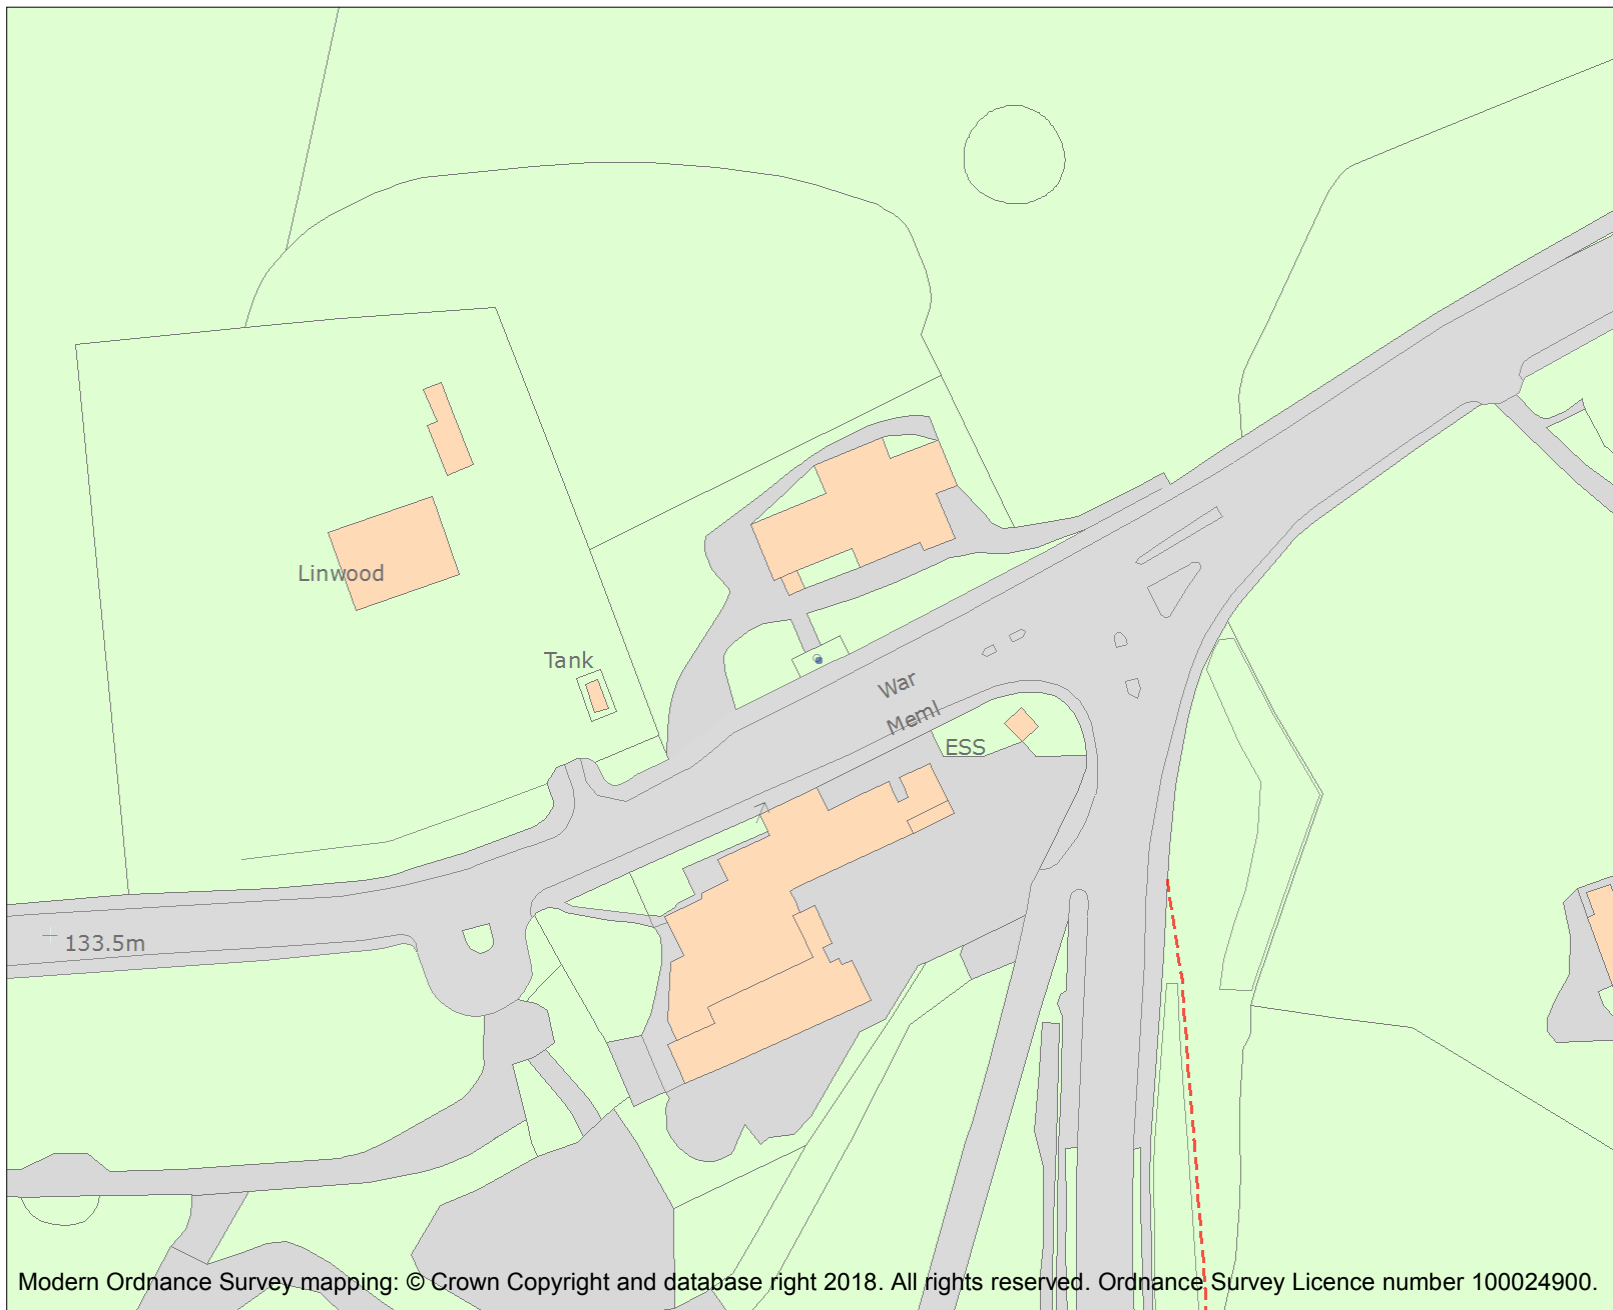 Linwood
Tank
War
Meml
ESS
133.5m
Modern Ordnance Survey mapping: © Crown Copyright and database right 2018. All rights reserved. Ordnance Survey Licence number 100024900.